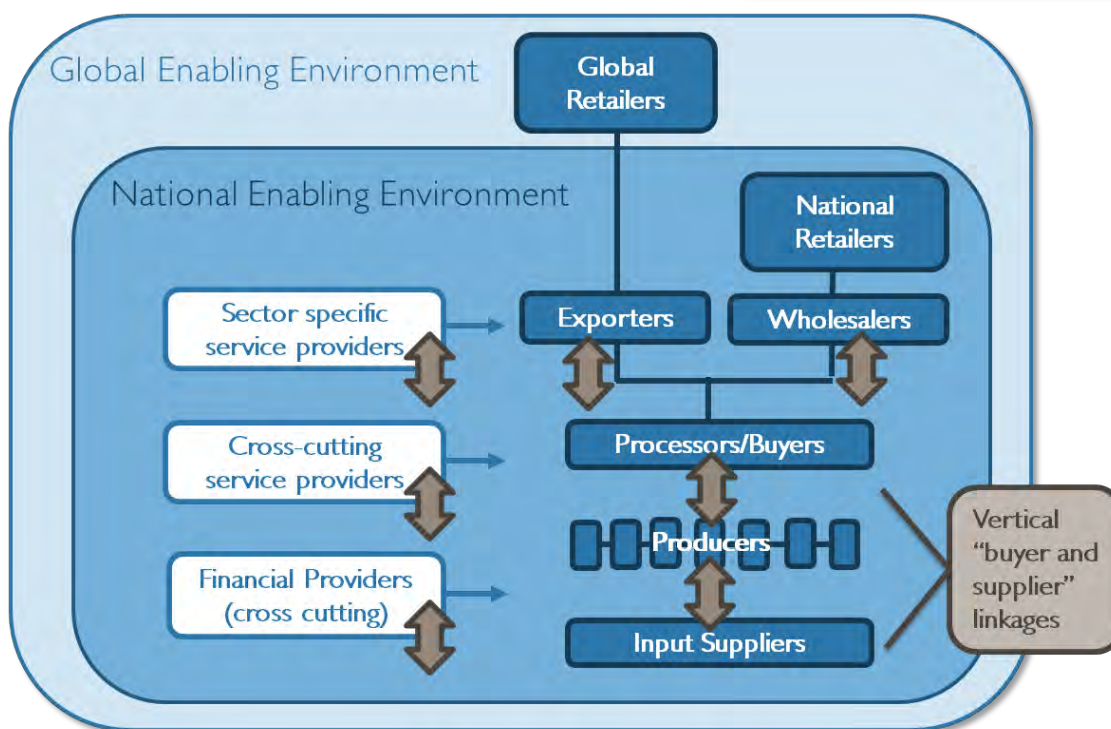 Global Enabling Environment
Global
Retailers
National Enabling Environment
National
Retailers
Sector specific
service providers
Exporters
Wholesalers
Cross-cutting
service providers
Processors/Buyers
Producers
Financial Providers
(cross cutting)
Input Suppliers
Vertical
“buyer and
supplier”
linkages